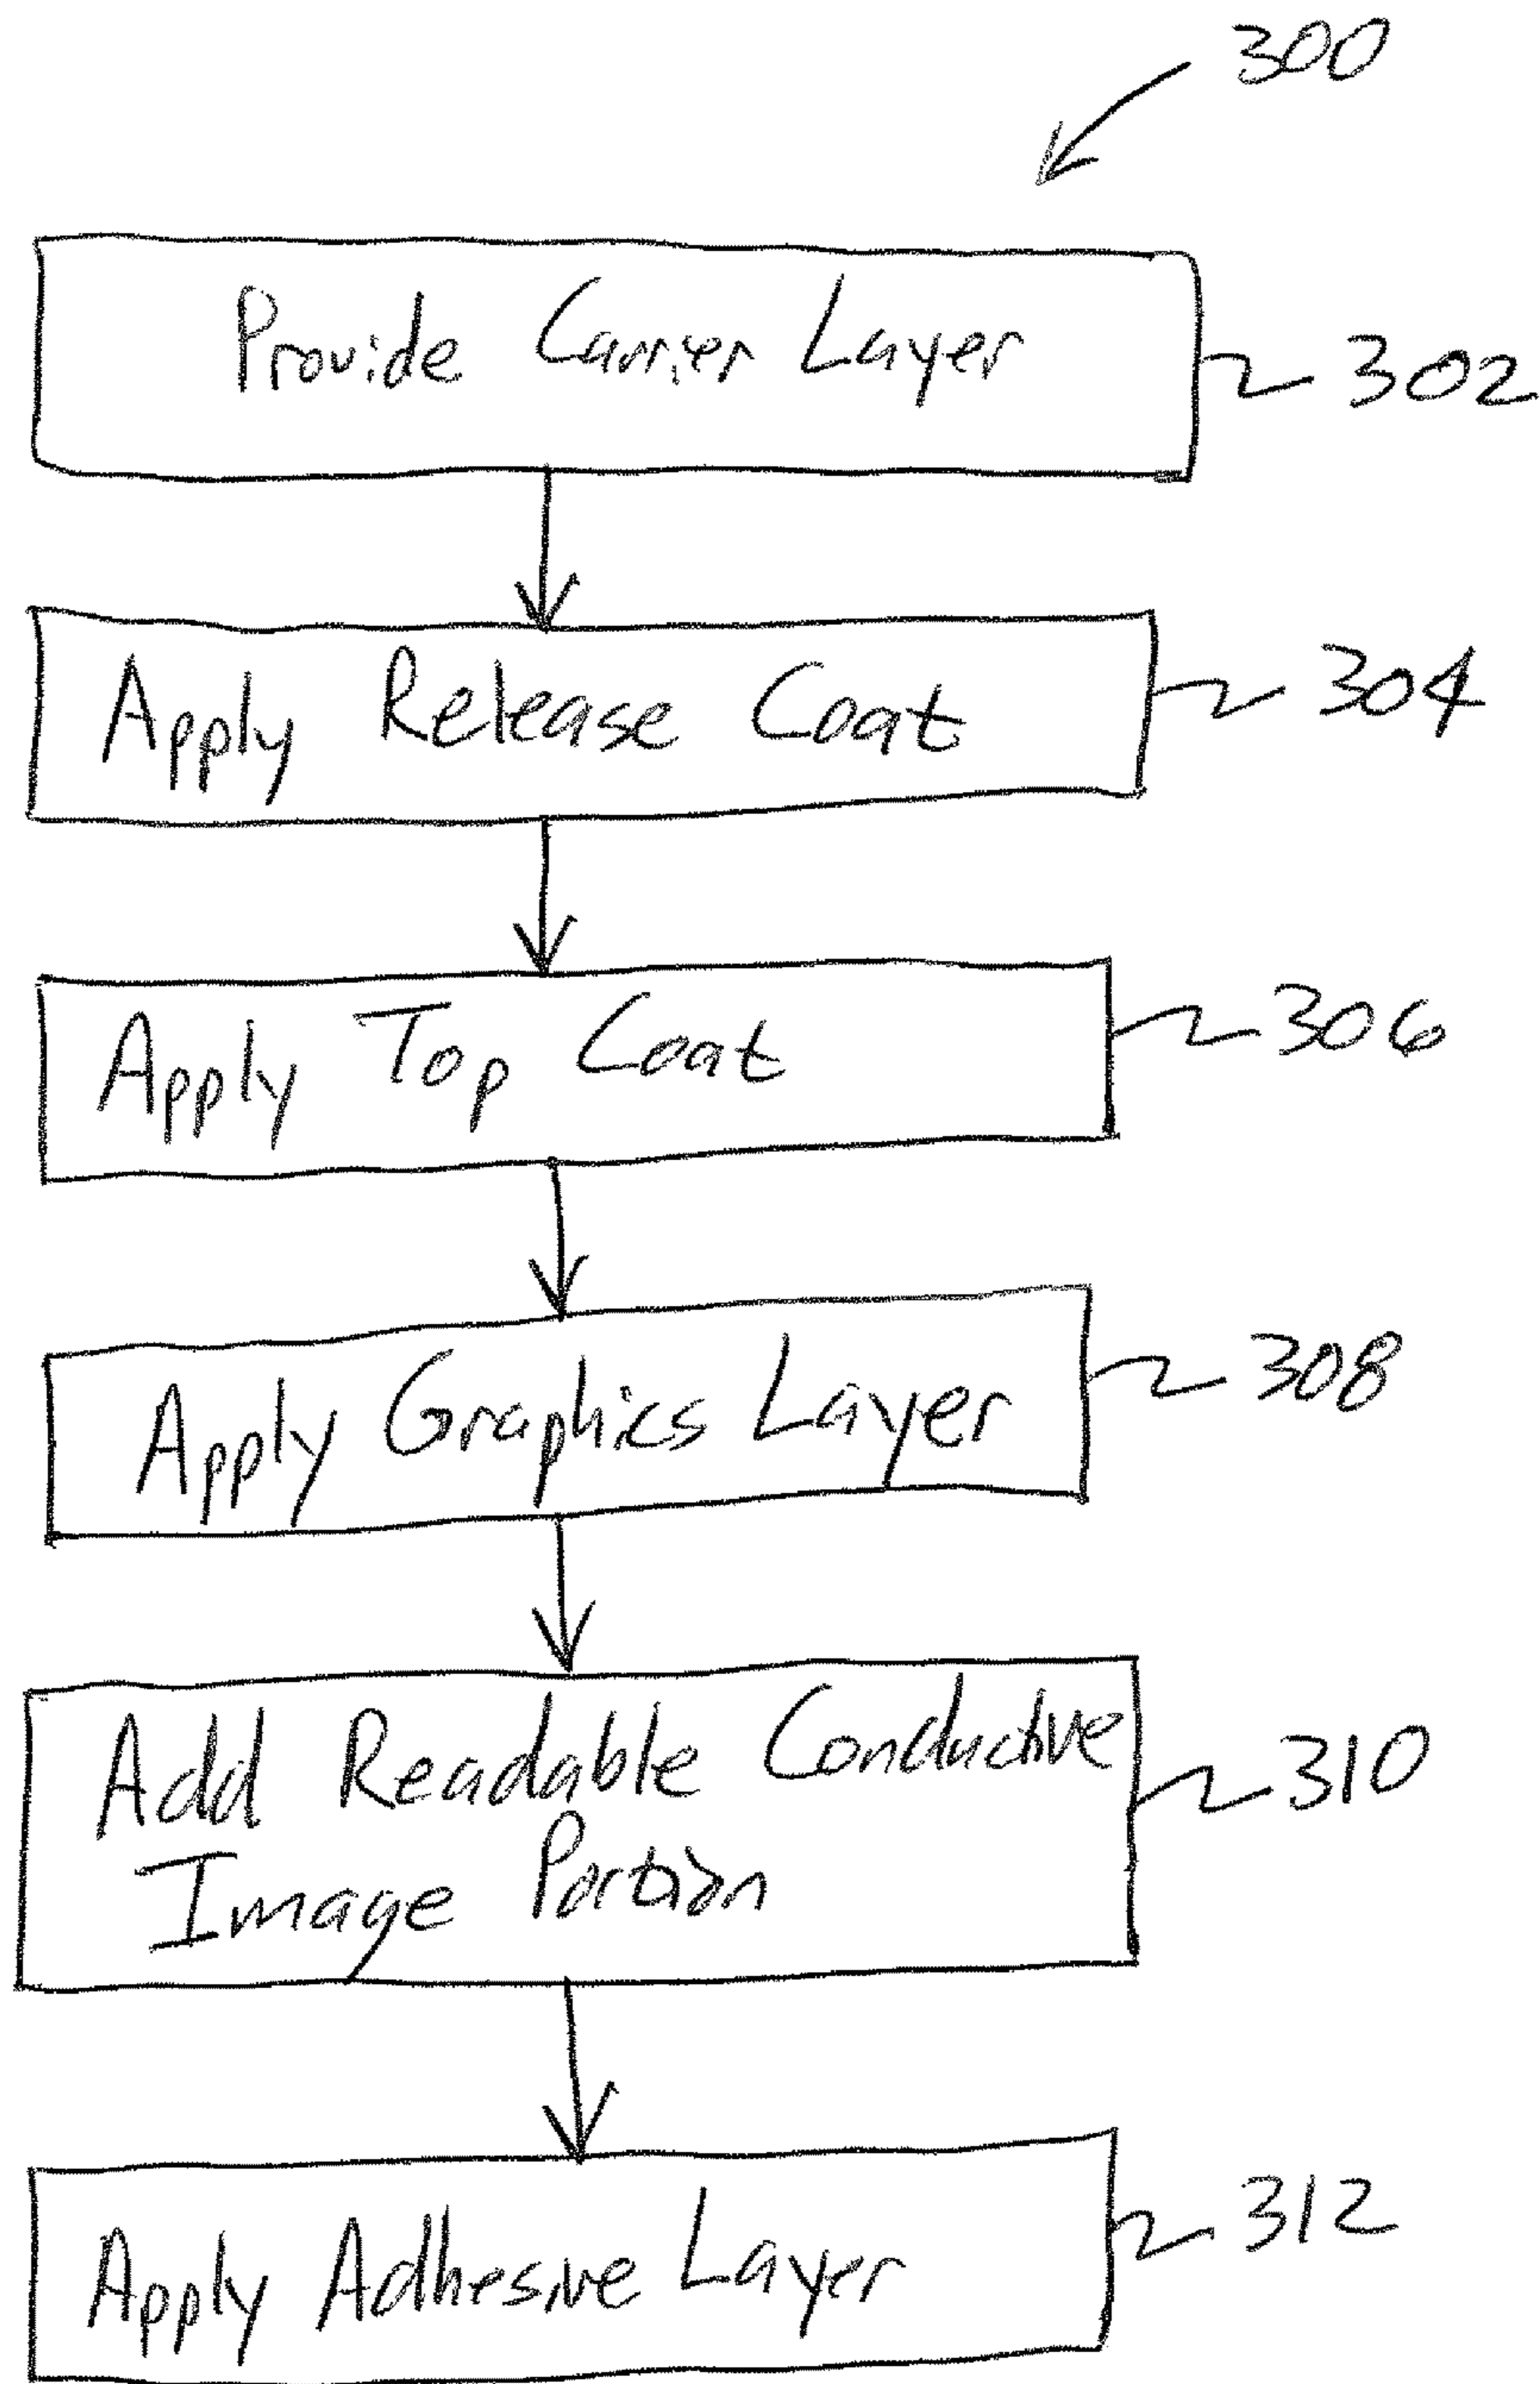 300
Provide Carrier Layer 302
Apply Release Coat 304
Apply Top Coat 306
Apply Graphics Layer 308
Add Readable Conductive
Image Portion 310
Apply Adhesive Layer 312